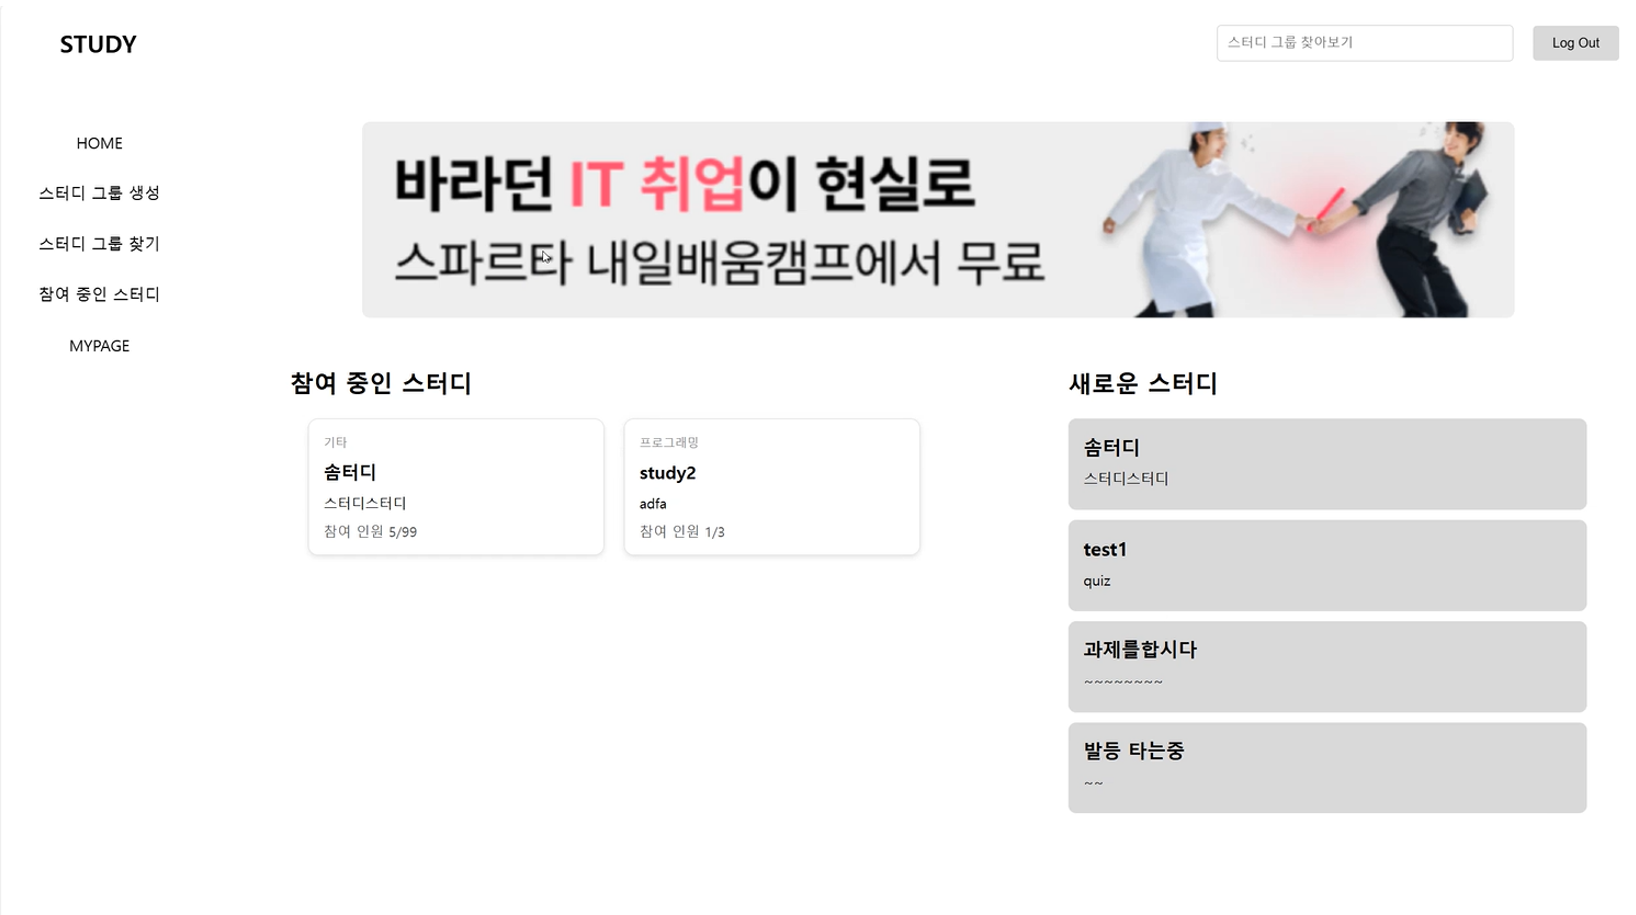 STUDY
스터디 그룹 찾아보기
Log Out
HOME
스터디 그룹 생성
스터디 그룹 찾기
참여 중인 스터디
MYPAGE
바라던 IT 취업이 현실로
스파르타 내일배움캠프에서 무료
참여 중인 스터디
기타
솜터디
스터디스터디
참여 인원 5/99
프로그래밍
study2
adfa
참여 인원 1/3
새로운 스터디
솜터디
스터디스터디
test1
quiz
과제를합시다
~~~~~~~~
발등 타는중
~~